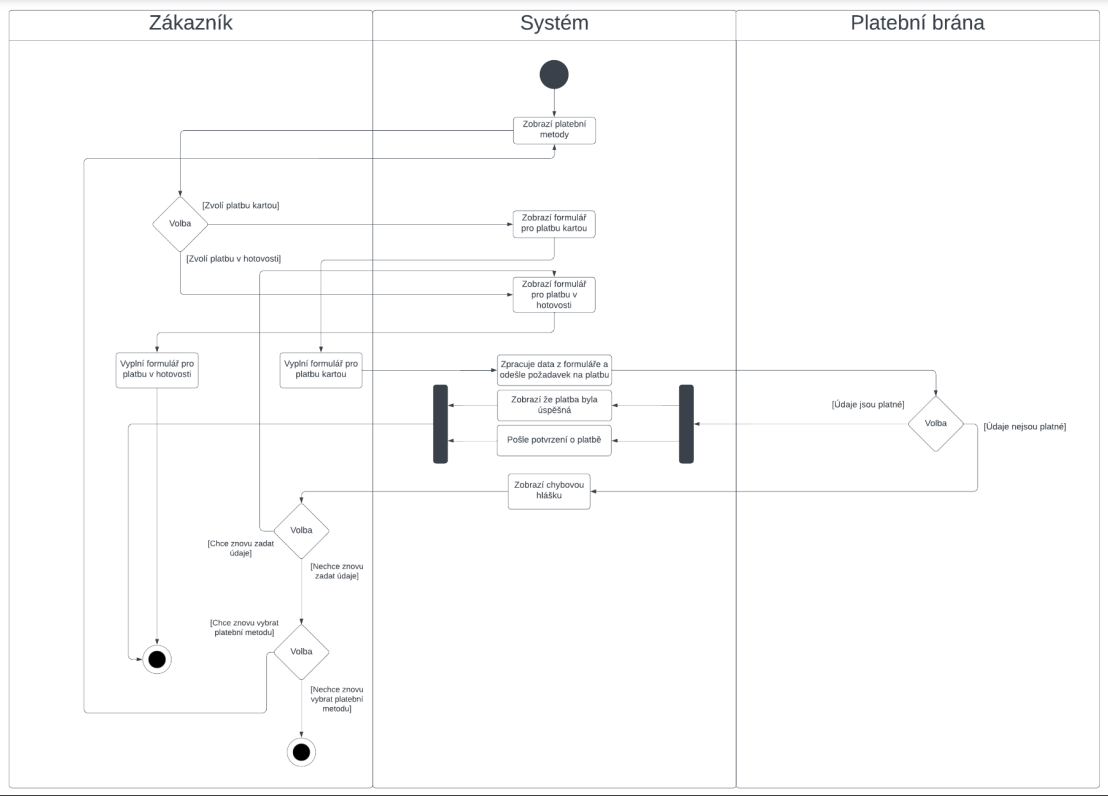 Zákazník
Systém
Platební brána
Zobrazí platební
metody
[Zvolí platbu kartou]
Volba
Zobrazí formulář
pro platbu kartou
[Zvolí platbu v hotovosti]
Zobrazí formulář
pro platbu v
hotovosti
Vyplní formulář pro
platbu v hotovosti
Vyplní formulář pro
platbu kartou
Zpracuje data z formuláře a
odešle požadavek na platbu
Zobrazí že platba byla
úspěšná
[Údaje jsou platné]
Volba
[Údaje nejsou platné]
Pošle potvrzení o platbě
Zobrazí chybovou
hlášku
Volba
[Chce znovu zadat
údaje]
[Nechce znovu
zadat údaje]
[Chce znovu vybrat
platební metodu]
Volba
[Nechce znovu
vybrat platební
metodu]